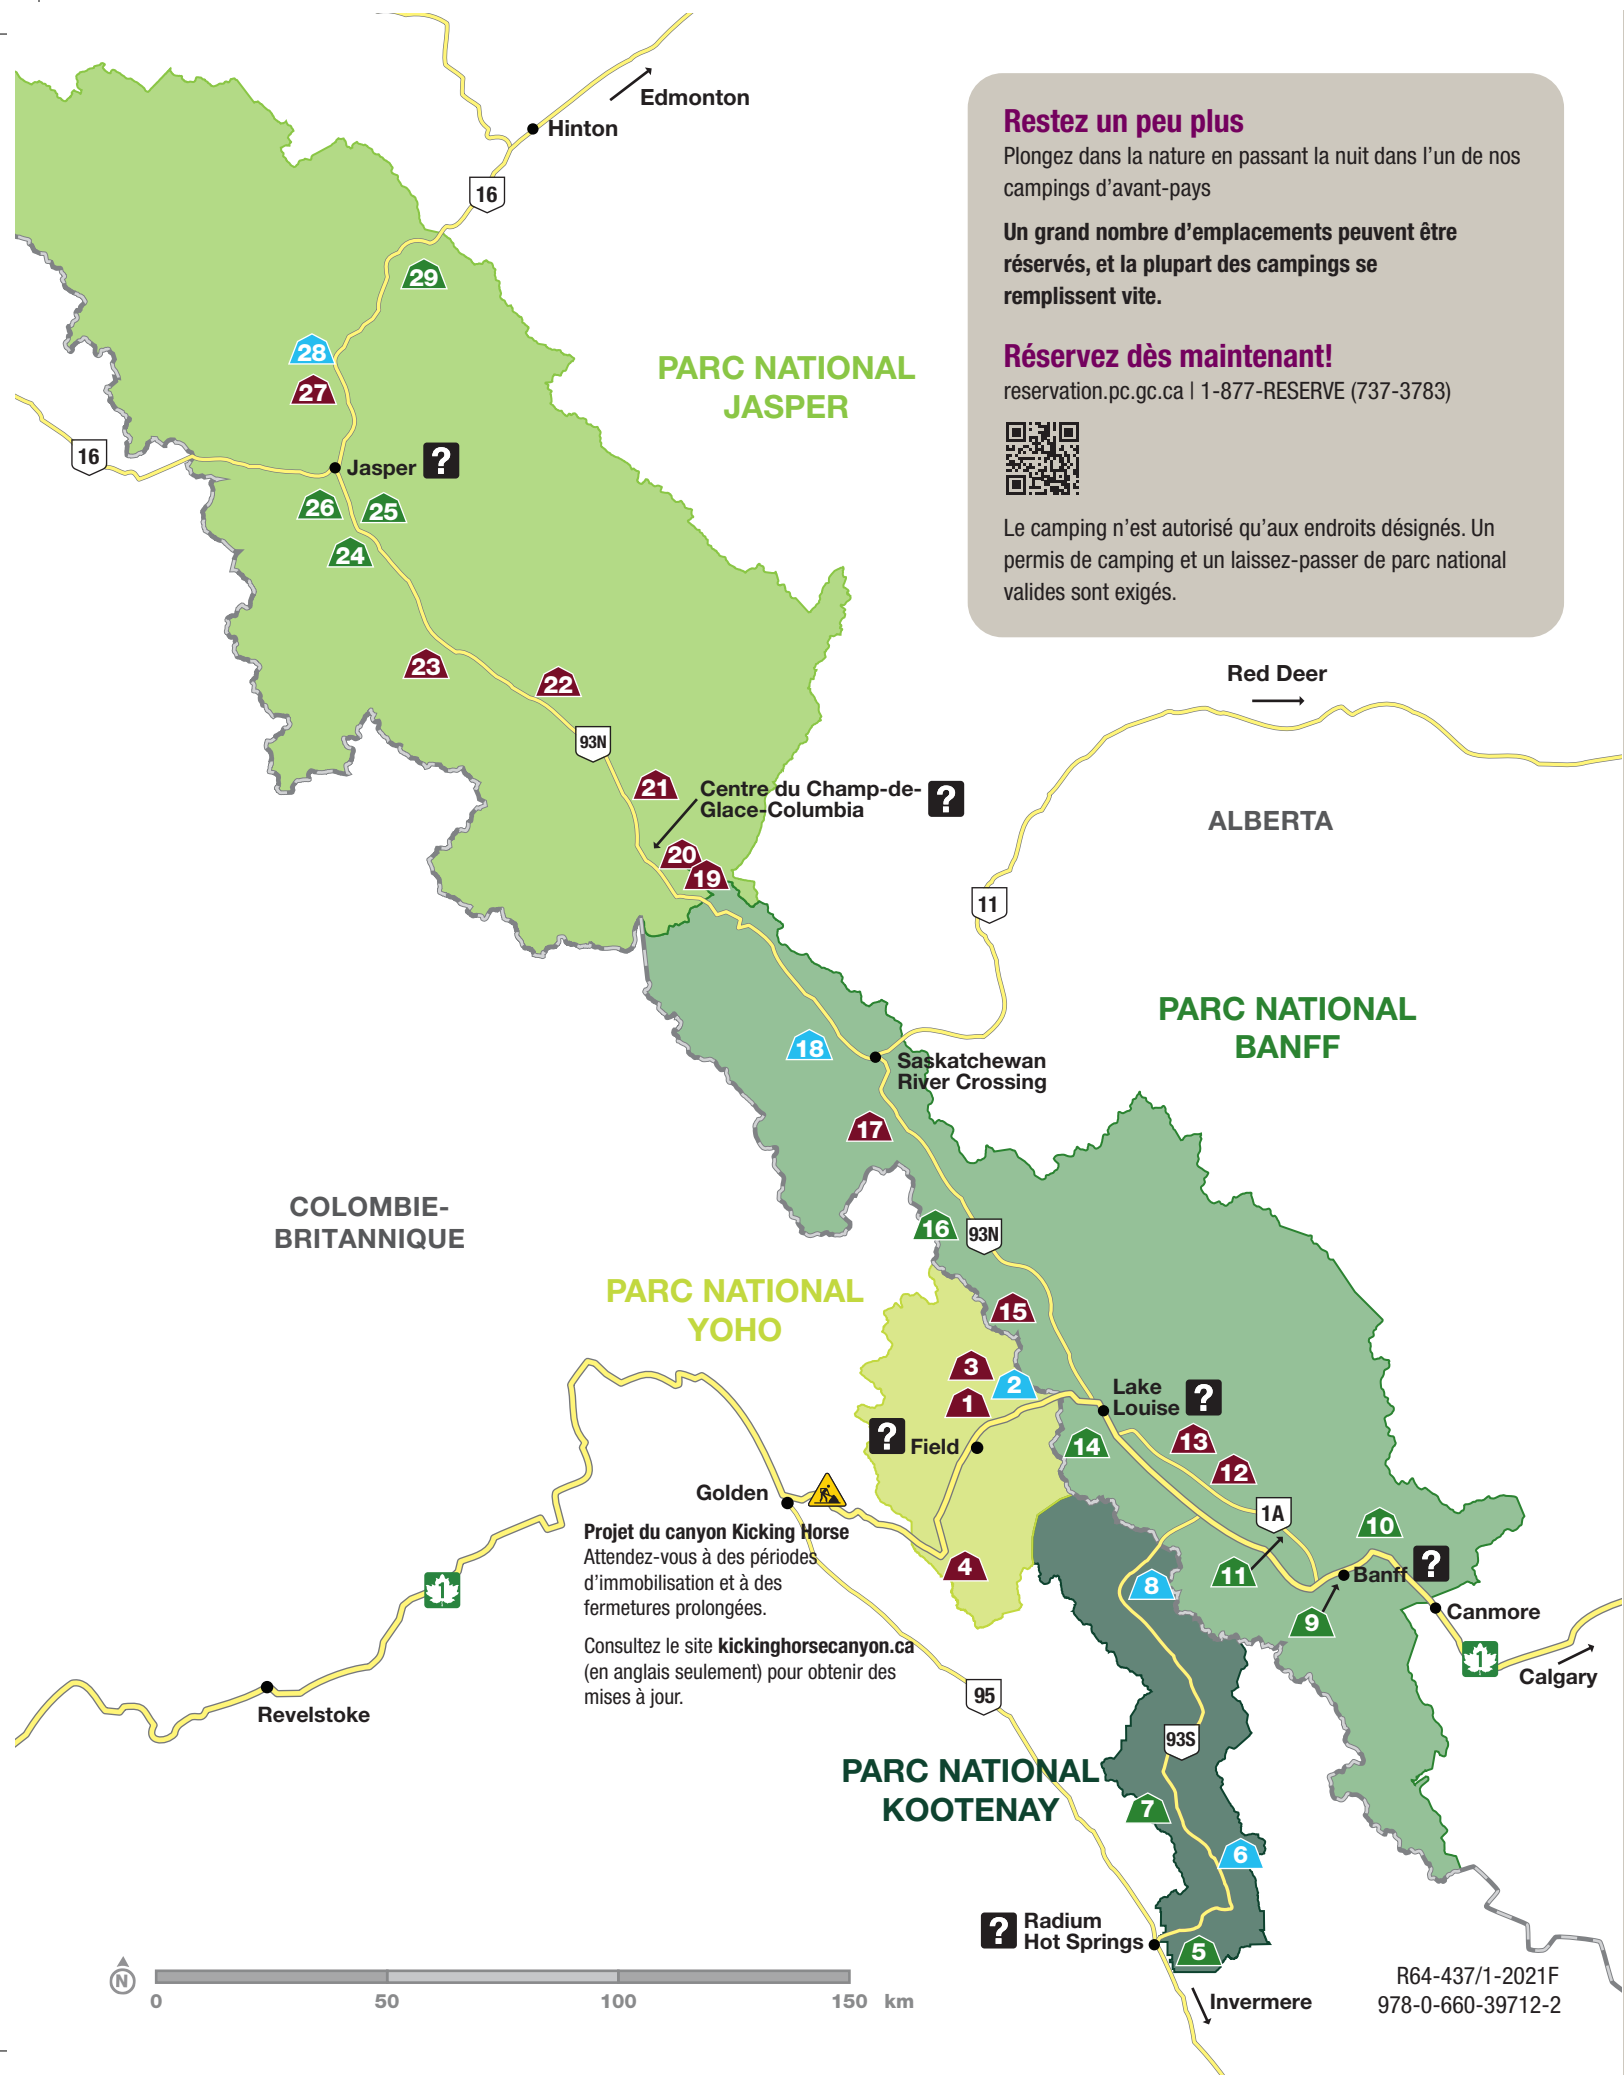 Edmonton
Hinton
16
29
28
27
PARC NATIONAL
JASPER
16
Jasper ?
26
25
24
23
22
93N
21
Centre du Champ-de-
Glace-Columbia
?
20
19
Restez un peu plus
Plongez dans la nature en passant la nuit dans l’un de nos
campings d’avant-pays
Un grand nombre d’emplacements peuvent être
réservés, et la plupart des campings se
remplissent vite.
Réservez dès maintenant!
reservation.pc.gc.ca | 1-877-RESERVE (737-3783)
Le camping n’est autorisé qu’aux endroits désignés. Un
permis de camping et un laissez-passer de parc national
valides sont exigés.
Red Deer
ALBERTA
11
PARC NATIONAL
BANFF
18
Saskatchewan
River Crossing
17
COLOMBIE-
BRITANNIQUE
16
93N
PARC NATIONAL
YOHO
15
3
2
1
Lake
Louise ?
? Field
14
13
12
Golden
1A
10
Projet du canyon Kicking Horse
Attendez-vous à des périodes
d’immobilisation et à des
fermetures prolongées.
Consultez le site kickinghorsecanyon.ca
(en anglais seulement) pour obtenir des
mises à jour.
4
11
8
Banff ?
9
Canmore
1
1
Calgary
Revelstoke
95
93S
PARC NATIONAL
KOOTENAY
7
6
? Radium
Hot Springs
5
Invermere
N
0 50 100 150 km
R64-437/1-2021F
978-0-660-39712-2